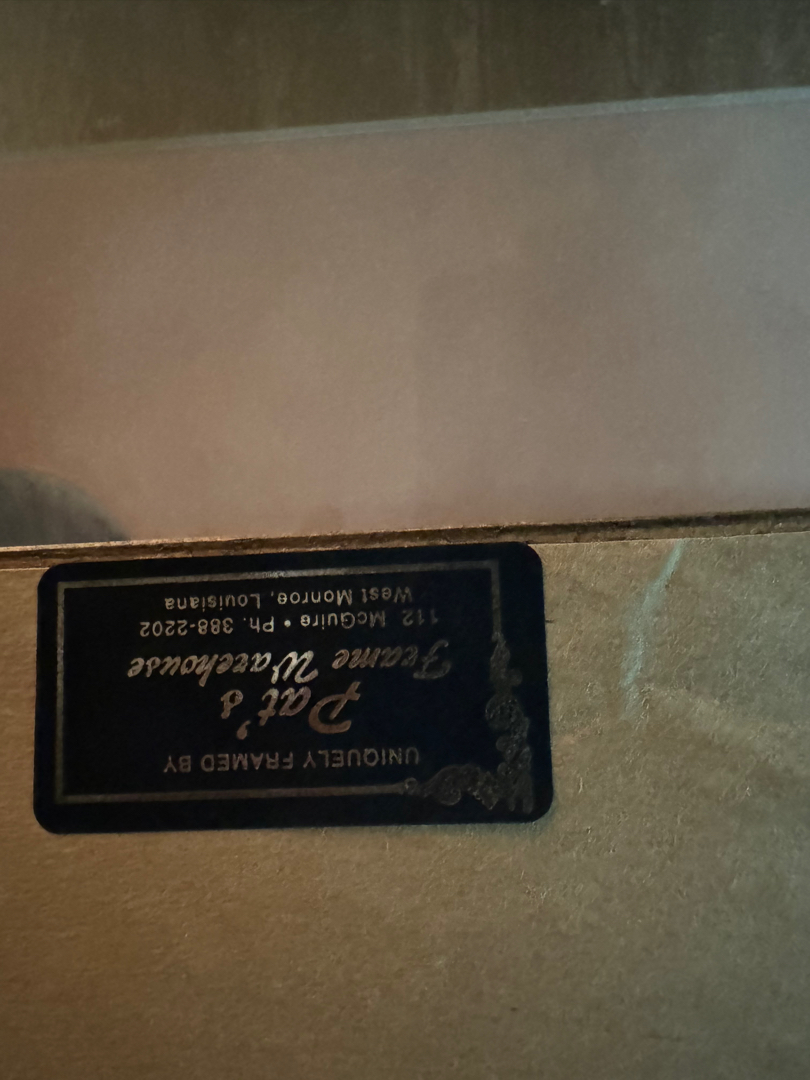 UNIQUELY FRAMED BY
Pat's
Frame Warehouse
112 McGuire • Ph. 388-2202
West Monroe, Louisiana